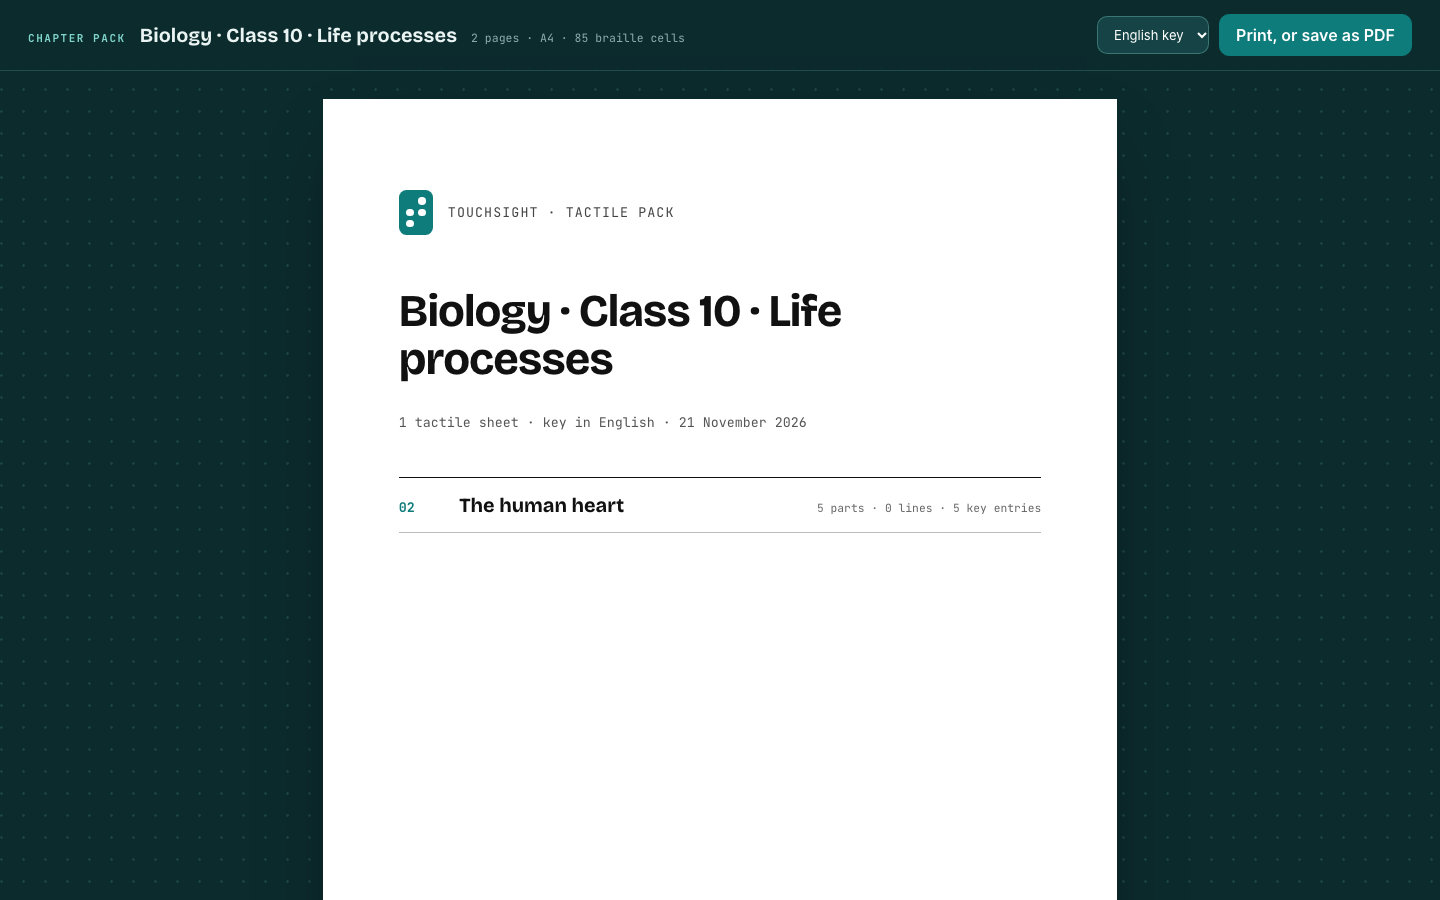 CHAPTER PACK Biology · Class 10 · Life processes 2 pages · A4 · 85 braille cells English key Print, or save as PDF
TOUCHSIGHT · TACTILE PACK
Biology · Class 10 · Life
processes
1 tactile sheet · key in English · 21 November 2026
02 The human heart 5 parts · 0 lines · 5 key entries